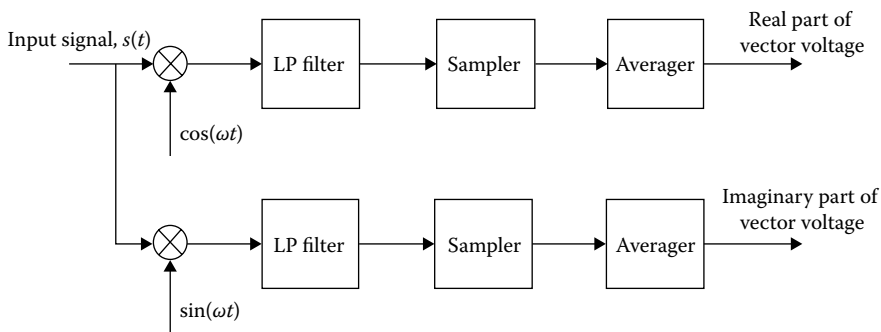 Input signal, s(t)
LP filter
Sampler
Averager
Real part of
vector voltage
cos(ωt)
LP filter
Sampler
Averager
Imaginary part of
vector voltage
sin(ωt)